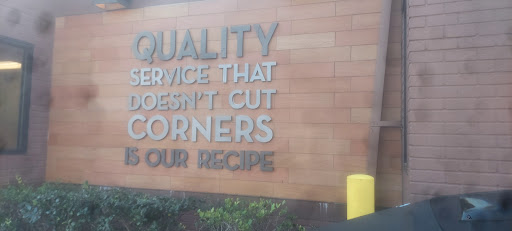 QUALITY
SERVICE THAT
DOESN'T CUT
CORNERS
IS OUR RECIPE